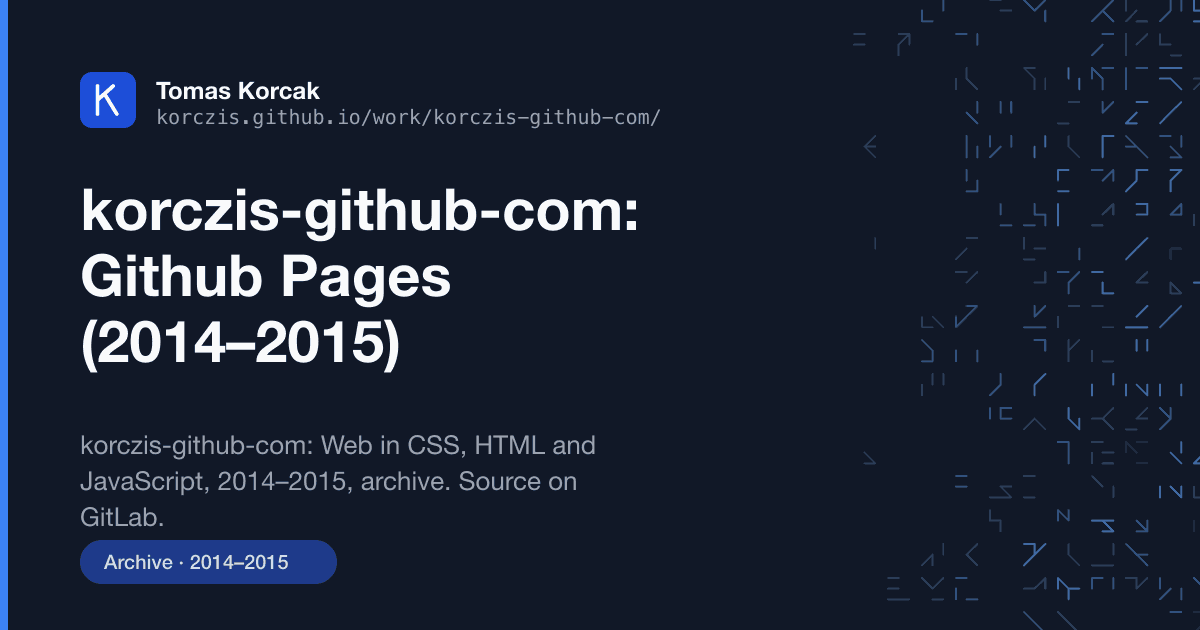 K
Tomas Korcak
korczis.github.io/work/korczis-github-com/
korczis-github-com:
Github Pages
(2014–2015)
korczis-github-com: Web in CSS, HTML and
JavaScript, 2014–2015, archive. Source on
GitLab.
Archive · 2014–2015